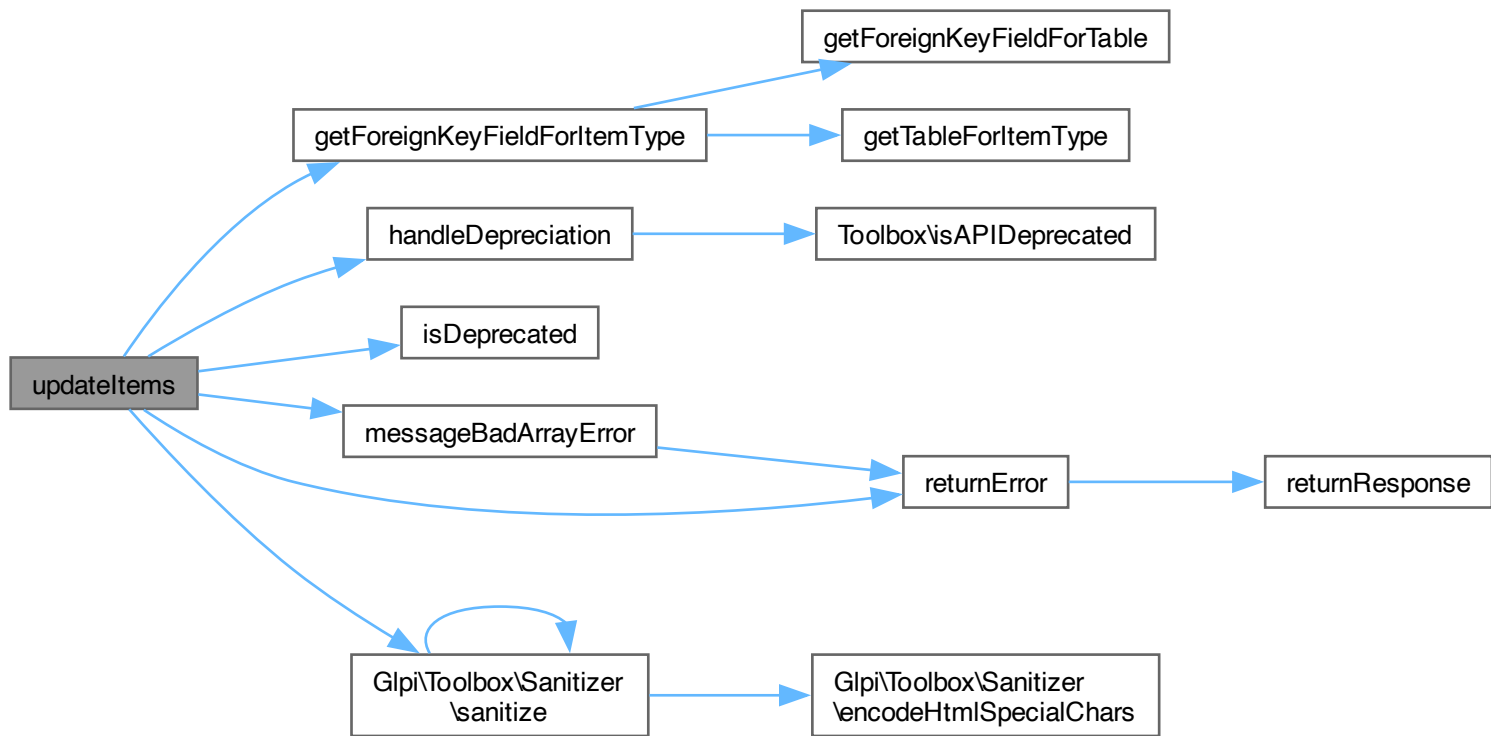 getForeignKeyFieldForTable
getForeignKeyFieldForItemType
getTableForItemType
handleDepreciation
Toolbox\isAPIDeprecated
isDeprecated
updateItems
messageBadArrayError
returnError
returnResponse
Glpi\Toolbox\Sanitizer
\sanitize
Glpi\Toolbox\Sanitizer
\encodeHtmlSpecialChars